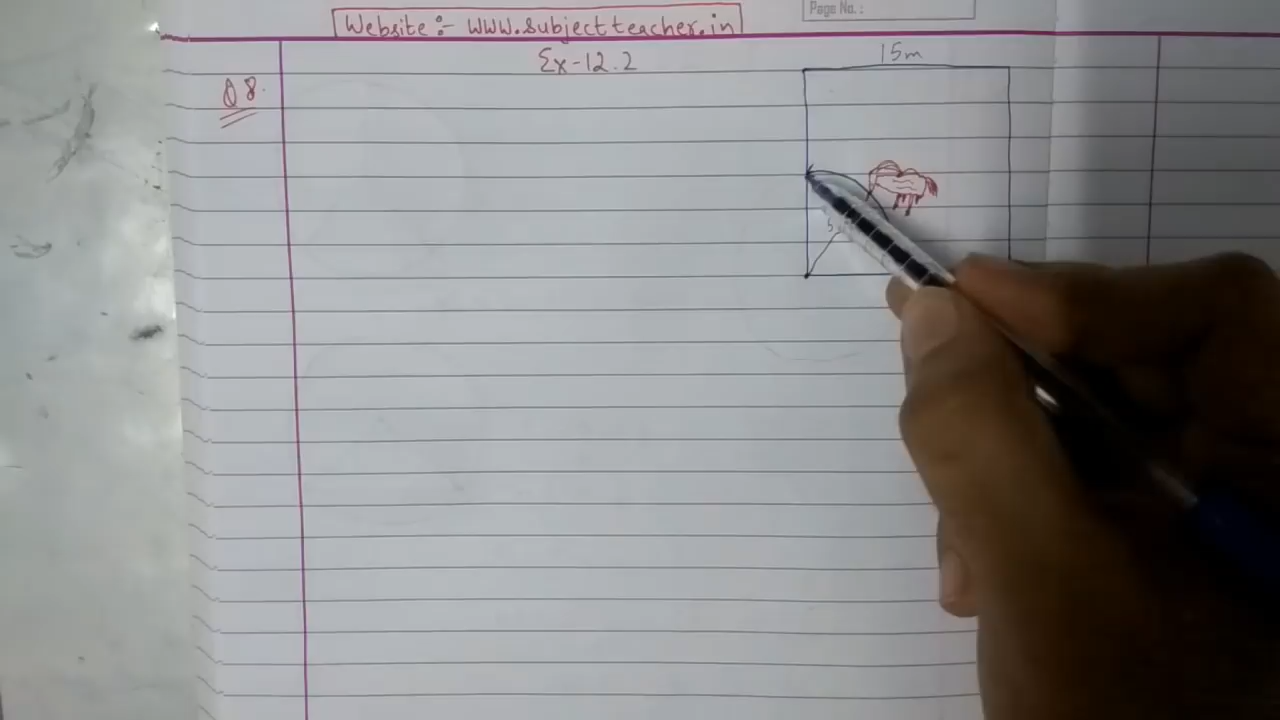 Page No. :
Website :- www.subjectteacher.in
Ex-12.2
15m
Q8.